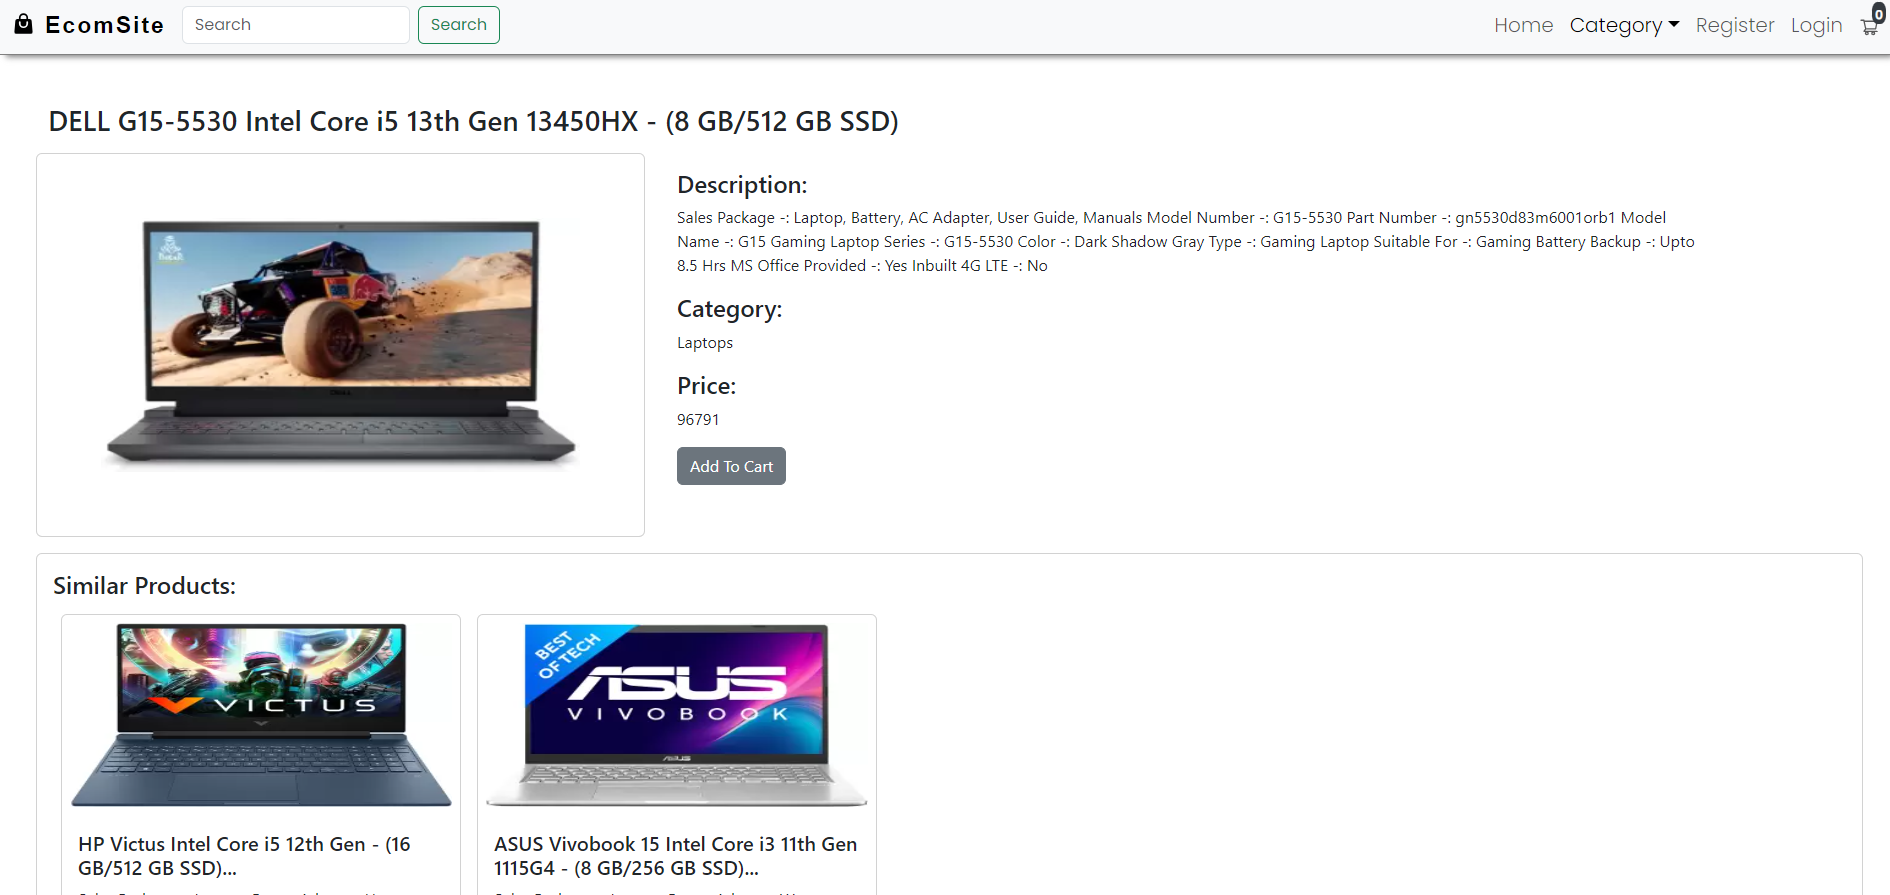 EcomSite
Search
Search
Home
Category
Register
Login
0
DELL G15-5530 Intel Core i5 13th Gen 13450HX - (8 GB/512 GB SSD)
Description:
Sales Package -: Laptop, Battery, AC Adapter, User Guide, Manuals Model Number -: G15-5530 Part Number -: gn5530d83m6001orb1 Model
Name -: G15 Gaming Laptop Series -: G15-5530 Color -: Dark Shadow Gray Type -: Gaming Laptop Suitable For -: Gaming Battery Backup -: Upto
8.5 Hrs MS Office Provided -: Yes Inbuilt 4G LTE -: No
Category:
Laptops
Price:
96791
Add To Cart
Similar Products:
VICTUS
BEST
OF TECH
ASUS
VIVOBOOK
ASUS
HP Victus Intel Core i5 12th Gen - (16
GB/512 GB SSD)...
ASUS Vivobook 15 Intel Core i3 11th Gen
1115G4 - (8 GB/256 GB SSD)...